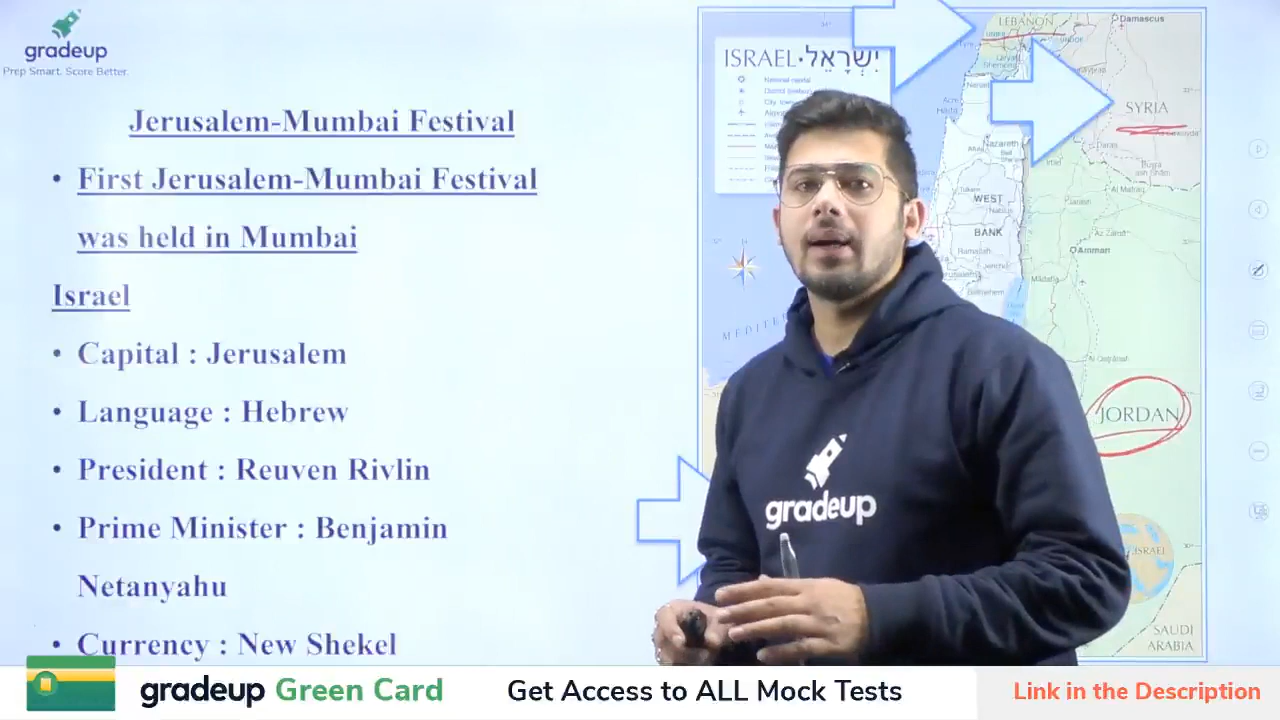 gradeup
Prep Smart. Score Better.
Jerusalem-Mumbai Festival
• First Jerusalem-Mumbai Festival
was held in Mumbai
Israel
• Capital : Jerusalem
• Language : Hebrew
• President : Reuven Rivlin
• Prime Minister : Benjamin
Netanyahu
• Currency : New Shekel
ISRAEL•יִשְׂרָאֵל
National capital
LEBANON
Damascus
SYRIA
Nazareth
WEST
BANK
Amman
JORDAN
ISRAEL
SAUDI
ARABIA
gradeup
gradeup Green Card
Get Access to ALL Mock Tests
Link in the Description